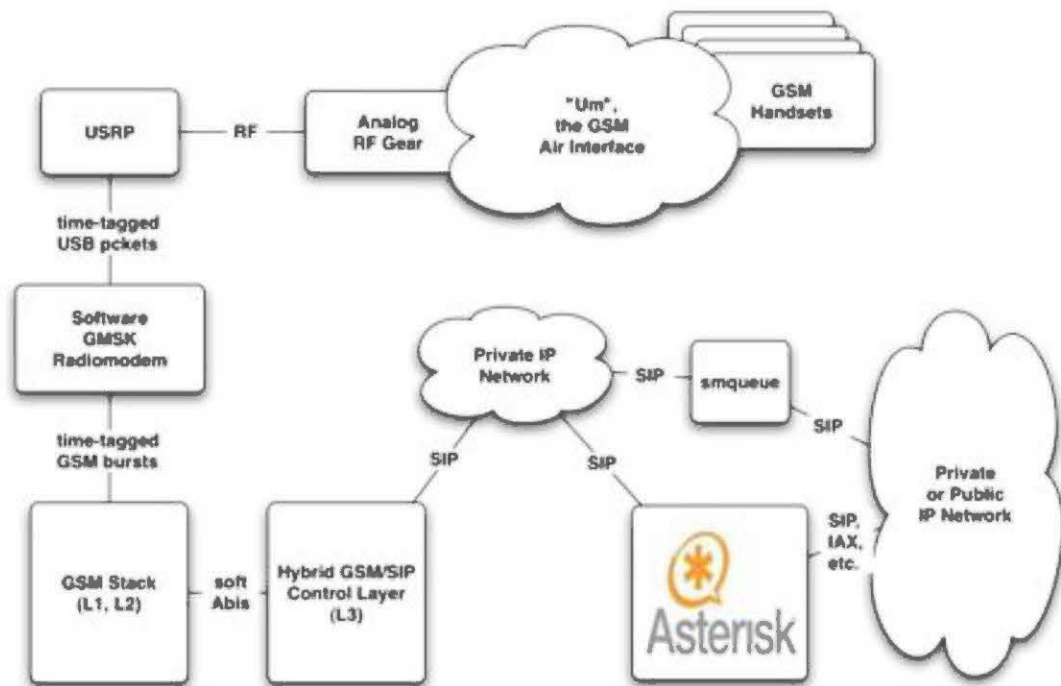 USRP
RF
Analog
RF Gear
"Um",
the GSM
Air Interface
GSM
Handsets
time-tagged
USB pckets
Software
GMSK
Radiomodem
time-tagged
GSM bursts
GSM Stack
(L1, L2)
soft
Abis
Hybrid GSM/SIP
Control Layer
(L3)
SIP
Private IP
Network
SIP
smqueue
SIP
SIP
Asterisk
SIP,
IAX,
etc.
Private
or Public
IP Network